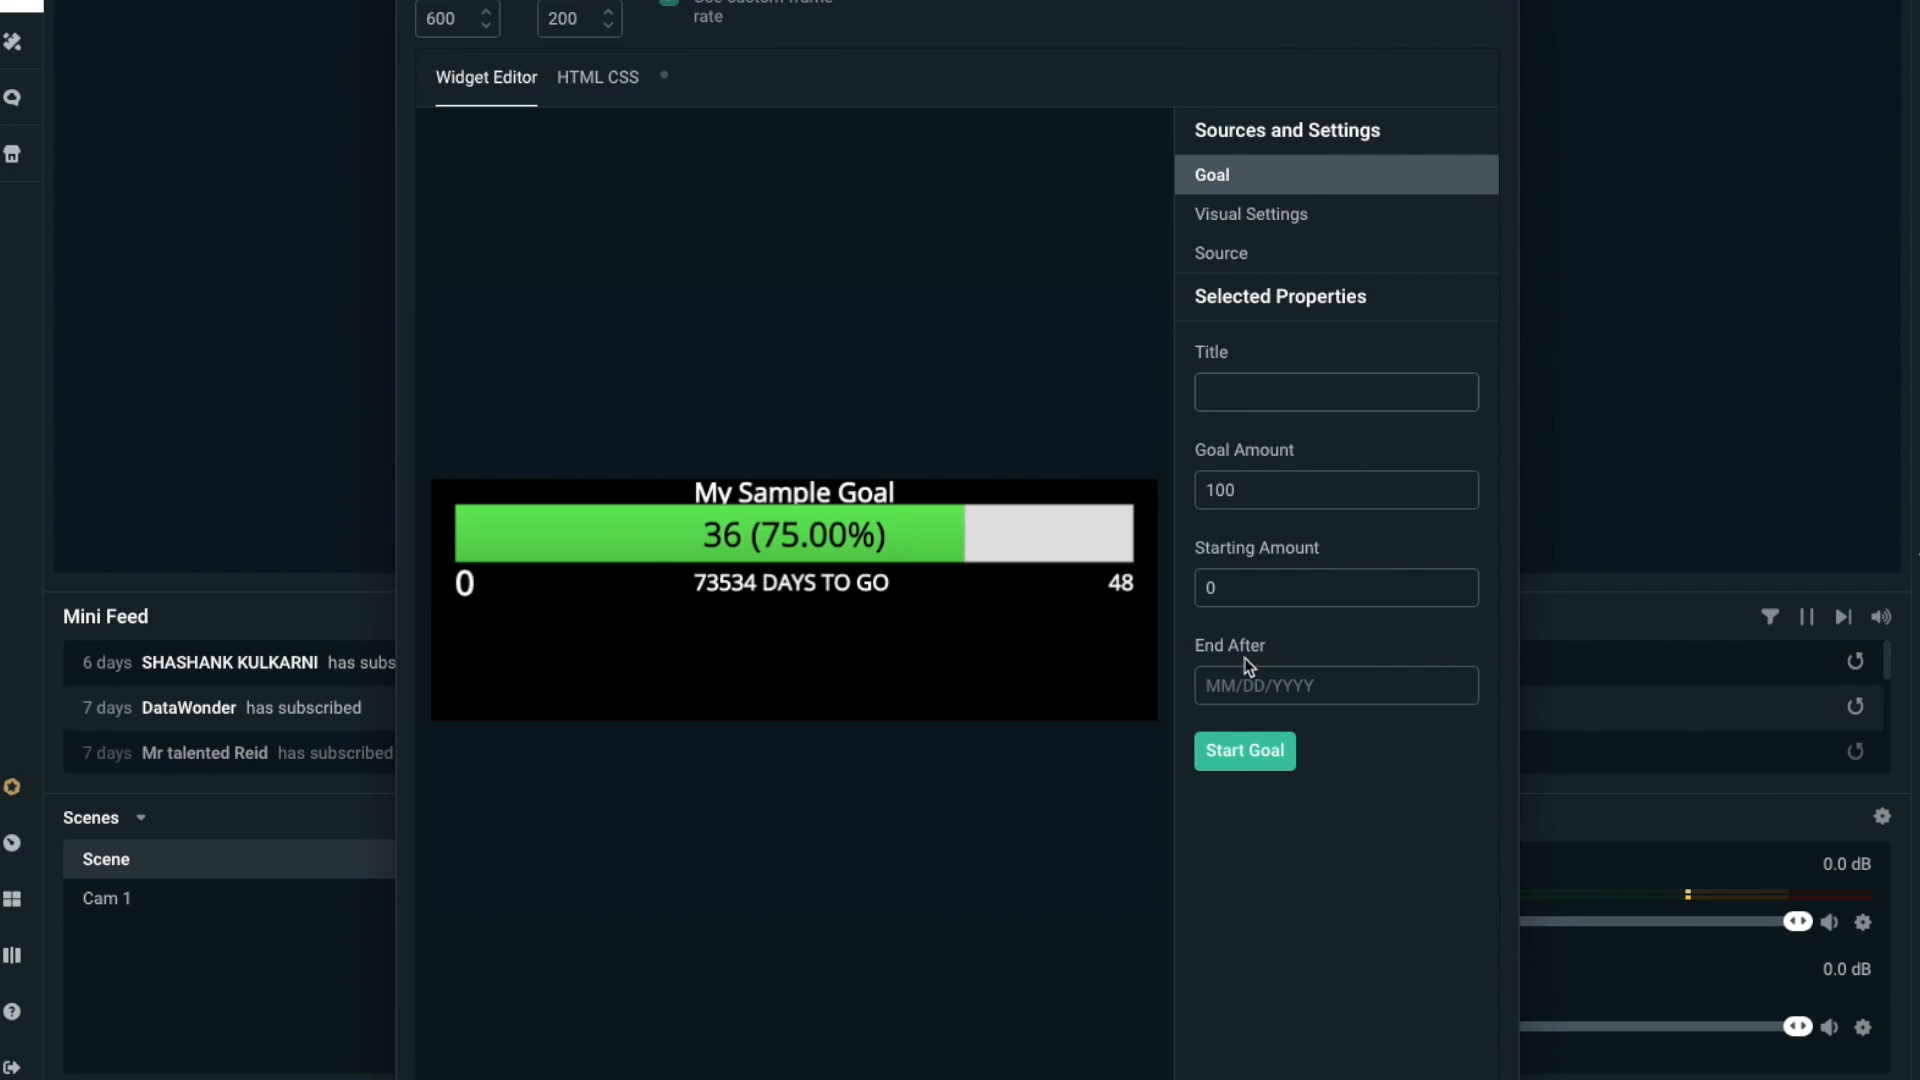 600
200
Use custom frame
rate
Widget Editor
HTML CSS
Sources and Settings
Goal
Visual Settings
Source
Selected Properties
Title
Goal Amount
100
Starting Amount
0
End After
MM/DD/YYYY
Start Goal
My Sample Goal
36 (75.00%)
0
73534 DAYS TO GO
48
Mini Feed
6 days SHASHANK KULKARNI has subs
7 days DataWonder has subscribed
7 days Mr talented Reid has subscribed
Scenes
Scene
Cam 1
0.0 dB
0.0 dB